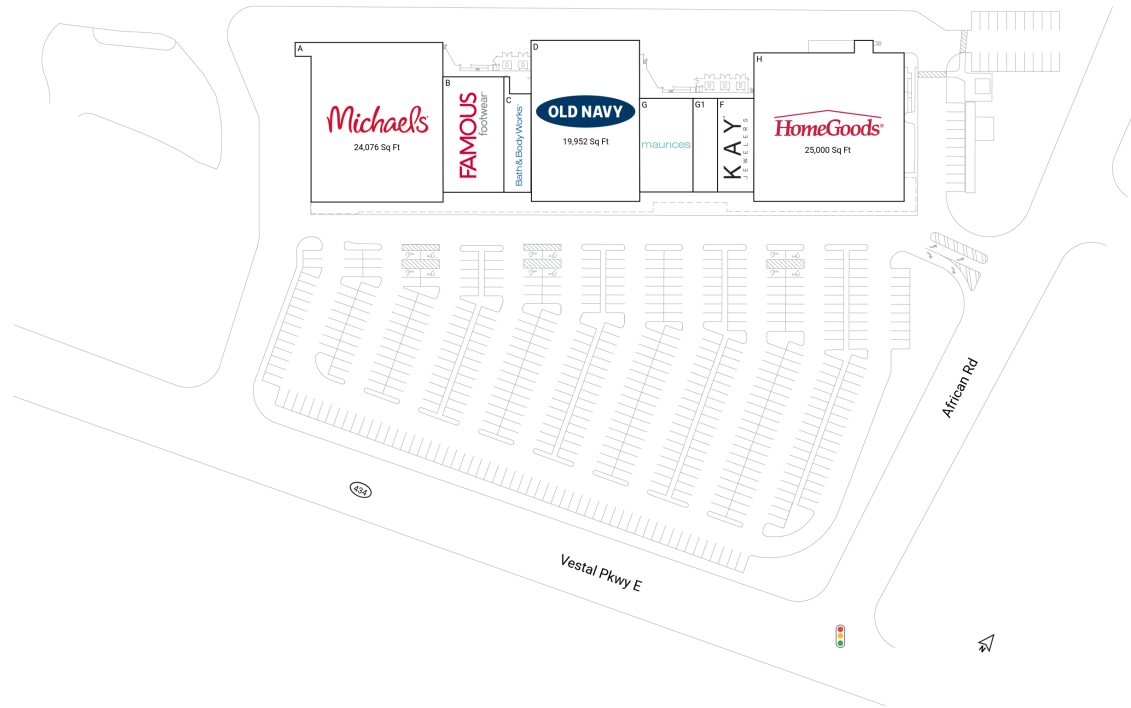 A
Michaels
24,076 Sq Ft
B
FAMOUS
footwear
C
Bath & Body Works
D
OLD NAVY
19,952 Sq Ft
G
maurices
G1
F
KAY
JEWELERS
H
HomeGoods
25,000 Sq Ft
African Rd
434
Vestal Pkwy E
N